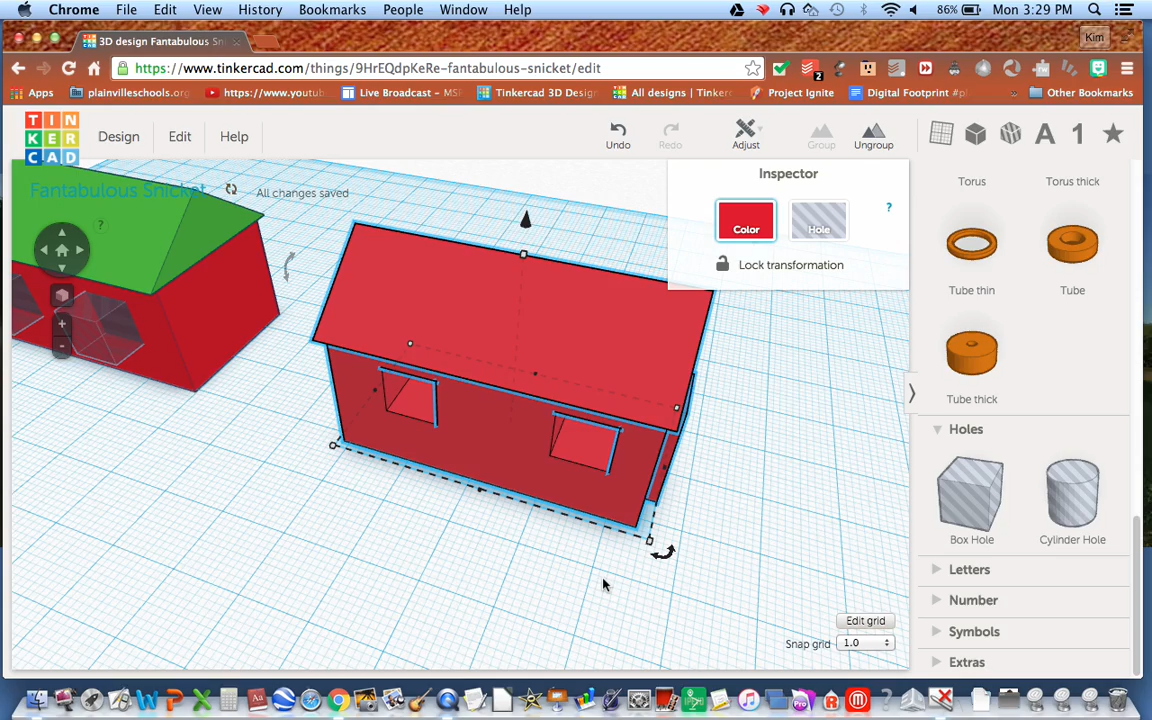 Chrome File Edit View History Bookmarks People Window Help 86% Mon 3:29 PM
3D design Fantabulous Sn Kim
https://www.tinkercad.com/things/9HrEQdpKeRe-fantabulous-snicket/edit 2
Apps plainvilleschools.org https://www.youtub Live Broadcast - MSP Tinkercad 3D Design All designs | Tinker Project Ignite Digital Footprint #p » Other Bookmarks
TIN
KER
CAD
Design Edit Help Undo Redo Adjust Group Ungroup
Fantabulous Snicket All changes saved
?
Inspector
Color Hole ?
Lock transformation
Torus Torus thick
Tube thin Tube
Tube thick
Holes
Box Hole Cylinder Hole
Letters
Number
Symbols
Extras
Edit grid
Snap grid 1.0